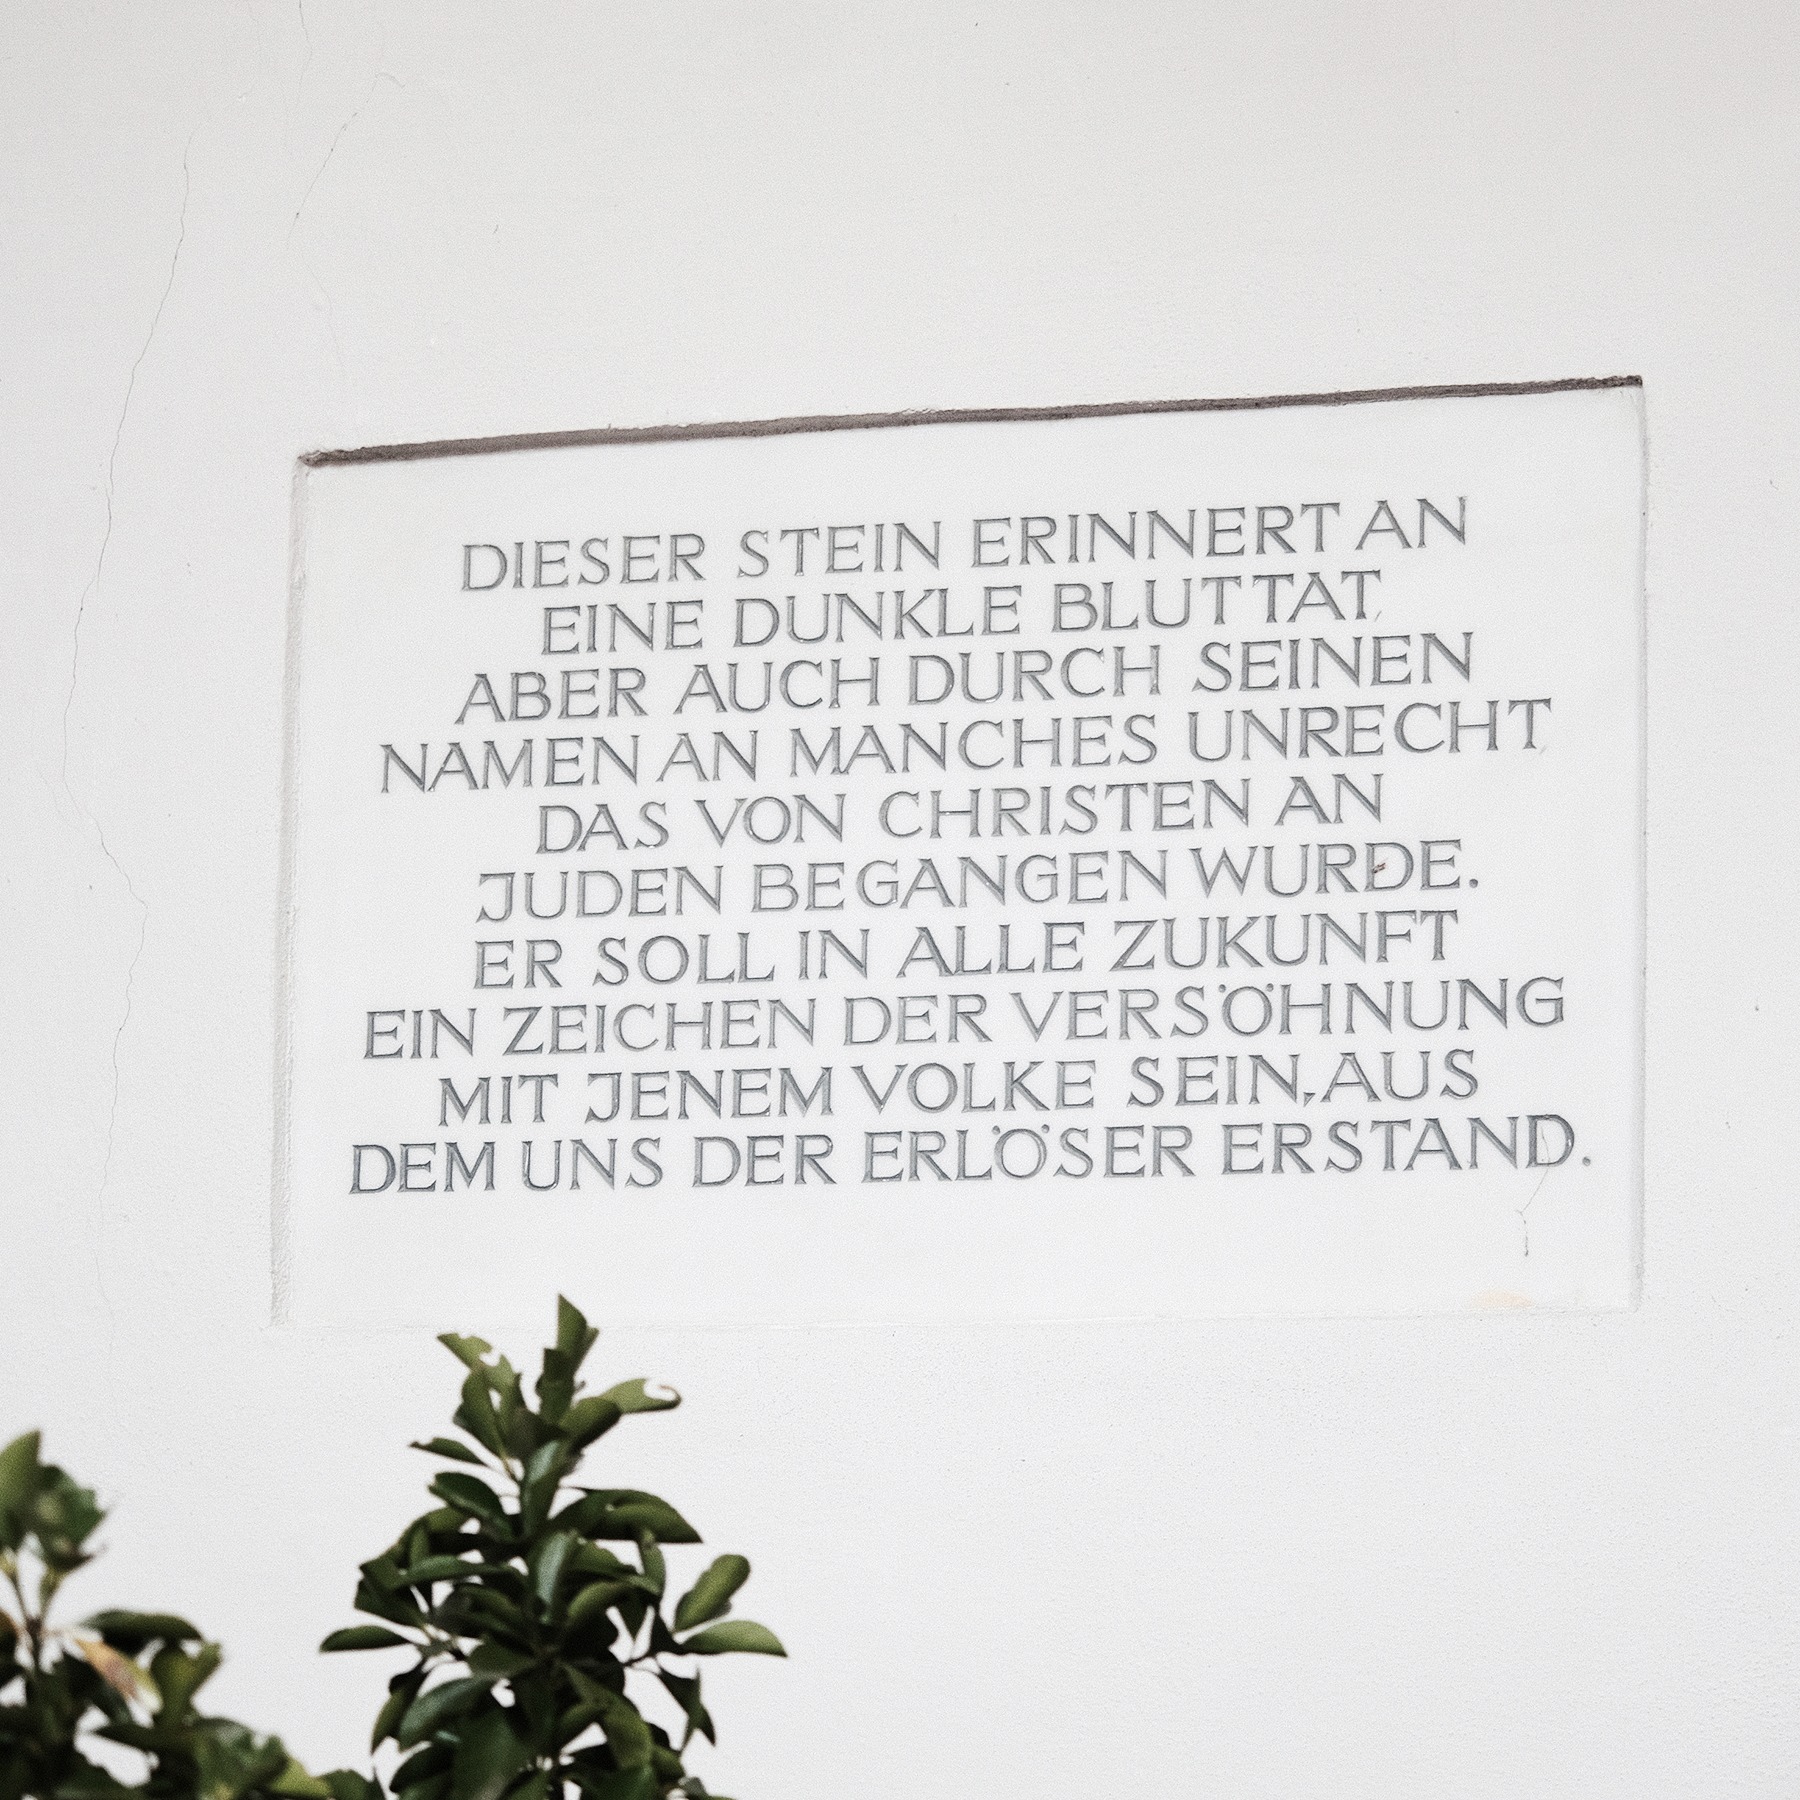 DIESER STEIN ERINNERT AN
EINE DUNKLE BLUTTAT,
ABER AUCH DURCH SEINEN
NAMEN AN MANCHES UNRECHT,
DAS VON CHRISTEN AN
JUDEN BEGANGEN WURDE.
ER SOLL IN ALLE ZUKUNFT
EIN ZEICHEN DER VERSÖHNUNG
MIT JENEM VOLKE SEIN, AUS
DEM UNS DER ERLÖSER ERSTAND.